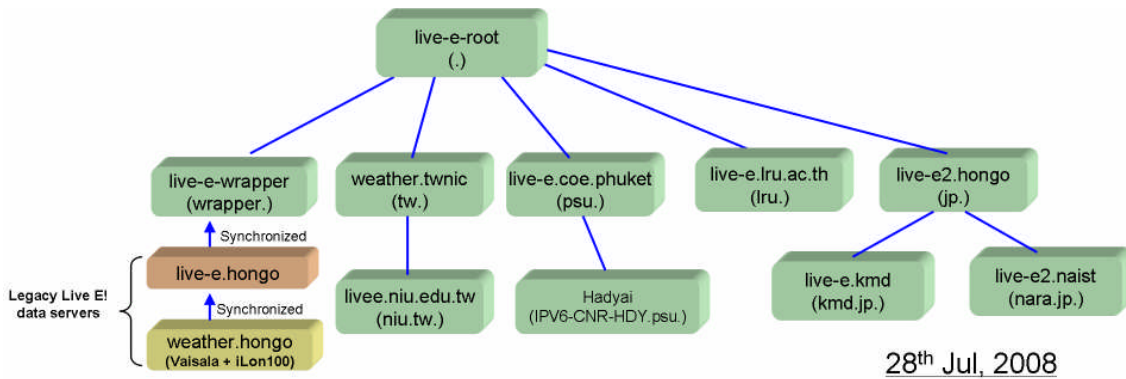 live-e-root
(.)
live-e-wrapper
(wrapper.)
weather.twnic
(tw.)
live-e.coe.phuket
(psu.)
live-e.lru.ac.th
(lru.)
live-e2.hongo
(jp.)
Synchronized
live-e.hongo
Synchronized
weather.hongo
(Vaisala + iLon100)
Legacy Live E!
data servers
livee.niu.edu.tw
(niu.tw.)
Hadyai
(IPV6-CNR-HDY.psu.)
live-e.kmd
(kmd.jp.)
live-e2.naist
(nara.jp.)
28th Jul, 2008